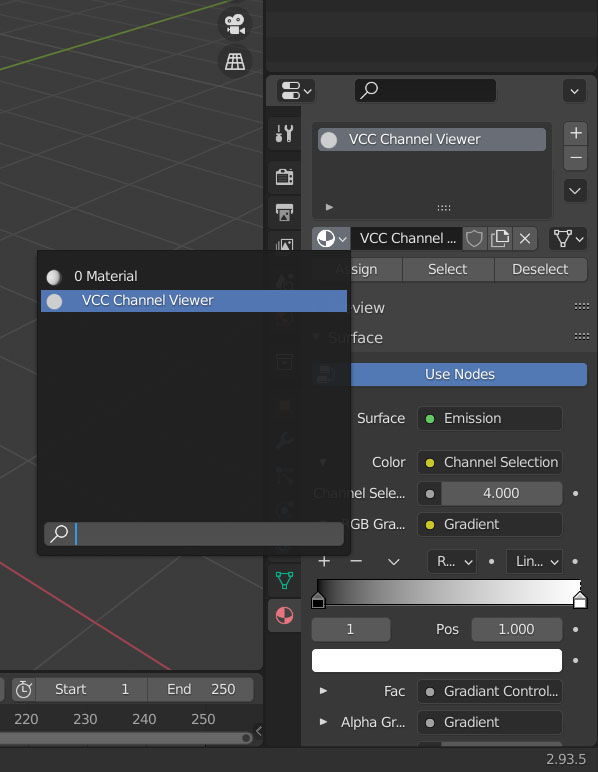 VCC Channel Viewer
VCC Channel ...
sign Select Deselect
0 Material
VCC Channel Viewer
view
Surface
Use Nodes
Surface Emission
Color Channel Selection
Channel Sele... 4.000
GB Gra... Gradient
R... Lin...
1 Pos 1.000
Fac Gradiant Control...
Alpha Gr... Gradient
Start 1 End 250
220 230 240 250
2.93.5